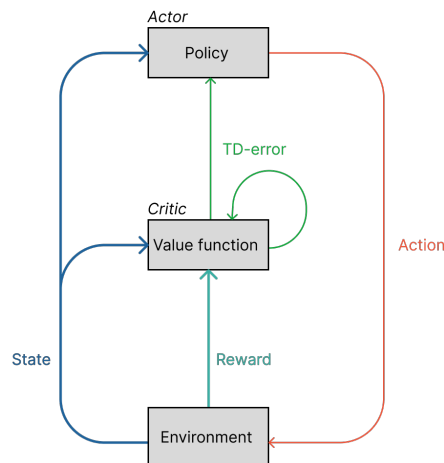 Actor
Policy
TD-error
Critic
Value function
Action
State
Reward
Environment